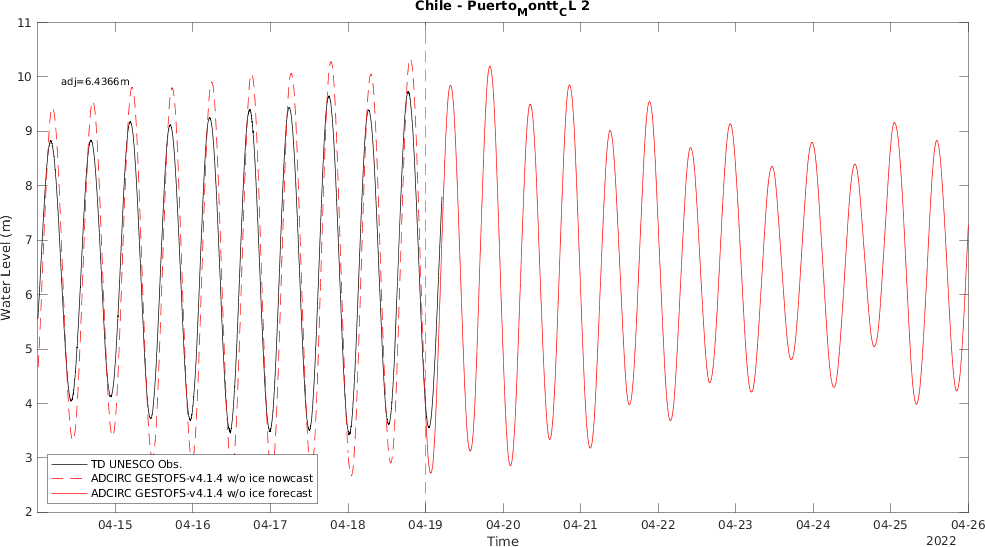 Chile - PuertoMonttCL 2
11
10
9
8
7
6
5
4
3
2
Water Level (m)
adj=6.4366m
TD UNESCO Obs.
ADCIRC GESTOFS-v4.1.4 w/o ice nowcast
ADCIRC GESTOFS-v4.1.4 w/o ice forecast
04-15 04-16 04-17 04-18 04-19 04-20 04-21 04-22 04-23 04-24 04-25 04-26
Time
2022